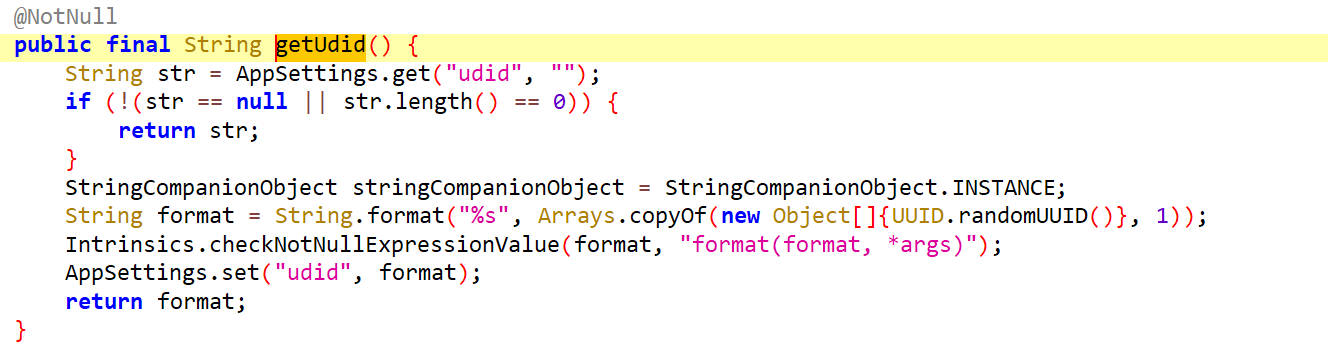 @NotNull
public final String getUdid() {
    String str = AppSettings.get("udid", "");
    if (!(str == null || str.length() == 0)) {
        return str;
    }
    StringCompanionObject stringCompanionObject = StringCompanionObject.INSTANCE;
    String format = String.format("%s", Arrays.copyOf(new Object[]{UUID.randomUUID()}, 1));
    Intrinsics.checkNotNullExpressionValue(format, "format(format, *args)");
    AppSettings.set("udid", format);
    return format;
}